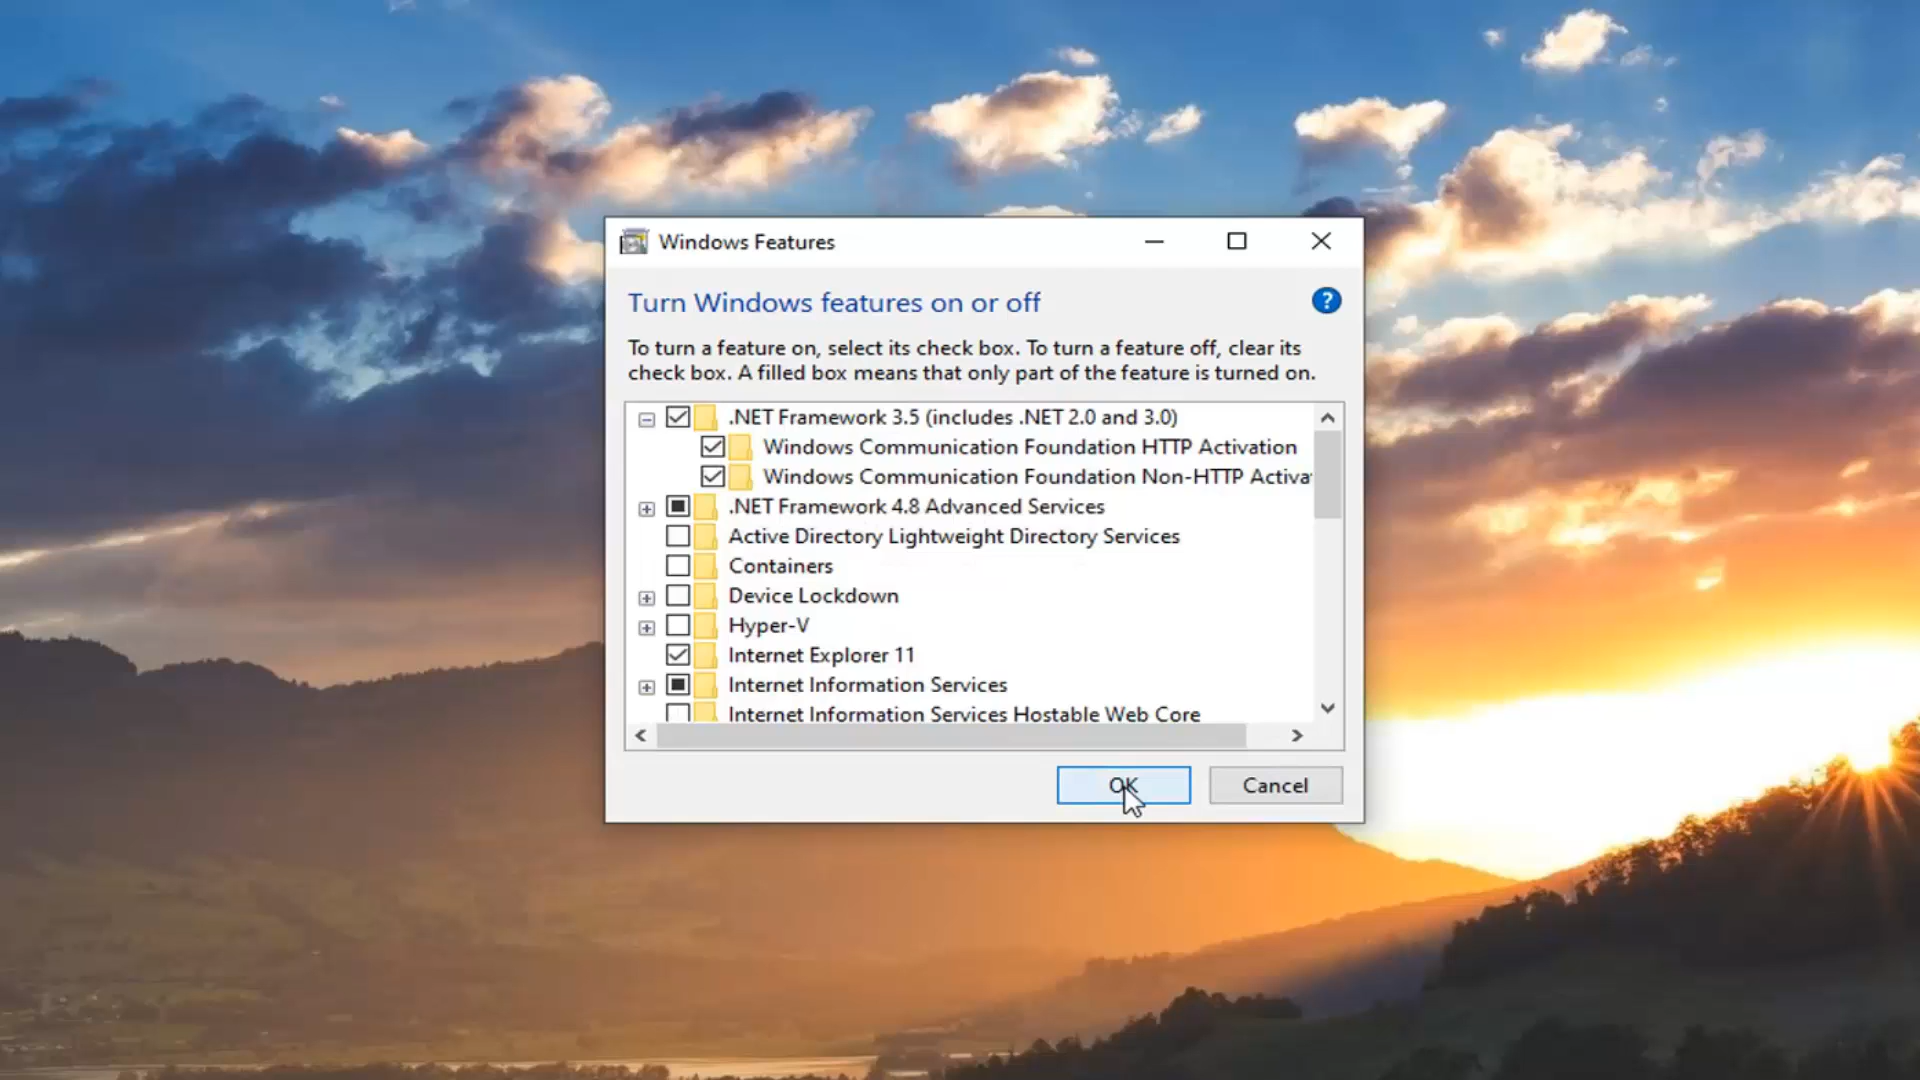 Windows Features
Turn Windows features on or off
?
To turn a feature on, select its check box. To turn a feature off, clear its
check box. A filled box means that only part of the feature is turned on.
.NET Framework 3.5 (includes .NET 2.0 and 3.0)
Windows Communication Foundation HTTP Activation
Windows Communication Foundation Non-HTTP Activa
.NET Framework 4.8 Advanced Services
Active Directory Lightweight Directory Services
Containers
Device Lockdown
Hyper-V
Internet Explorer 11
Internet Information Services
Internet Information Services Hostable Web Core
OK
Cancel